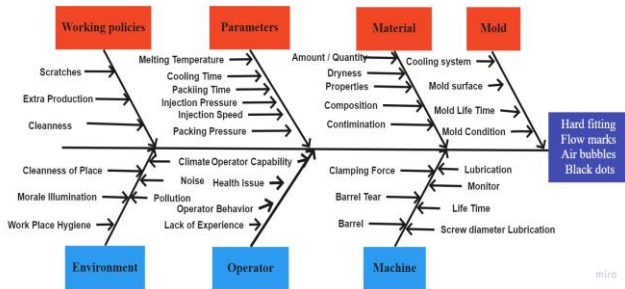 Working policies
Parameters
Material
Mold
Scratches
Extra Production
Cleanness
Melting Temperature
Cooling Time
Packing Time
Injection Pressure
Injection Speed
Packing Pressure
Amount / Quantity
Dryness
Properties
Composition
Contimination
Cooling system
Mold surface
Mold Life Time
Mold Condition
Hard fitting
Flow marks
Air bubbles
Black dots
Cleanness of Place
Morale Illumination
Work Place Hygiene
Climate
Noise
Pollution
Operator Capability
Health Issue
Operator Behavior
Lack of Experience
Clamping Force
Barrel Tear
Barrel
Lubrication
Monitor
Life Time
Screw diameter Lubrication
Environment
Operator
Machine
miro